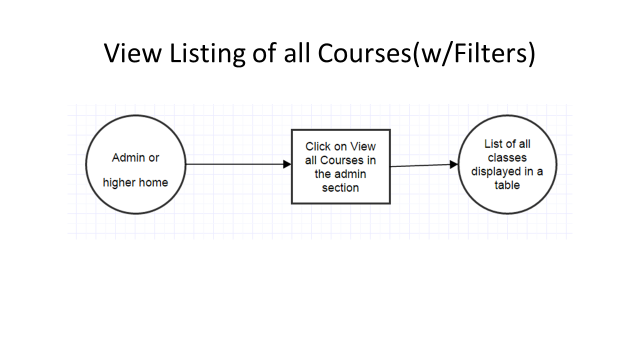 View Listing of all Courses(w/Filters)
Admin or
higher home
Click on View
all Courses in
the admin
section
List of all
classes
displayed in a
table